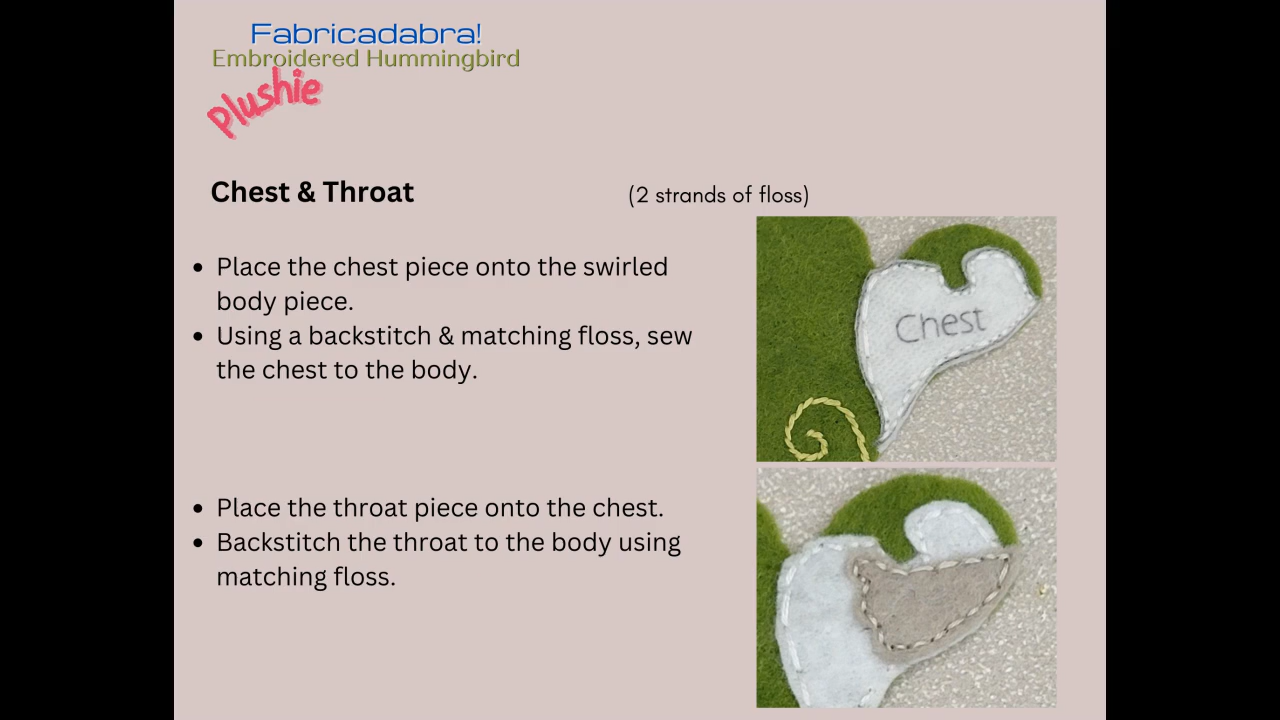 Fabricadabra!
Embroidered Hummingbird
Plushie
Chest & Throat
(2 strands of floss)
• Place the chest piece onto the swirled
body piece.
• Using a backstitch & matching floss, sew
the chest to the body.
Chest
• Place the throat piece onto the chest.
• Backstitch the throat to the body using
matching floss.